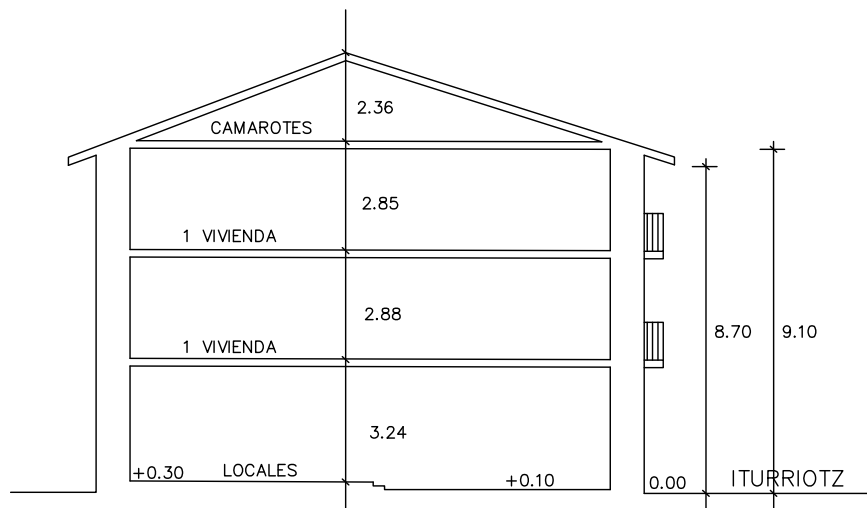 2.36
CAMAROTES
2.85
1 VIVIENDA
2.88
8.70
9.10
1 VIVIENDA
3.24
+0.30
LOCALES
+0.10
0.00
ITURRIOTZ